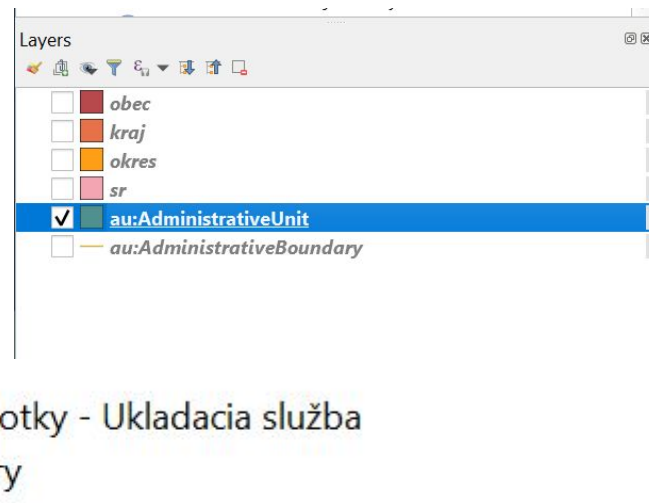 Layers
obec
kraj
okres
sr
au:AdministrativeUnit
au:AdministrativeBoundary
otky - Ukladacia služba
ry